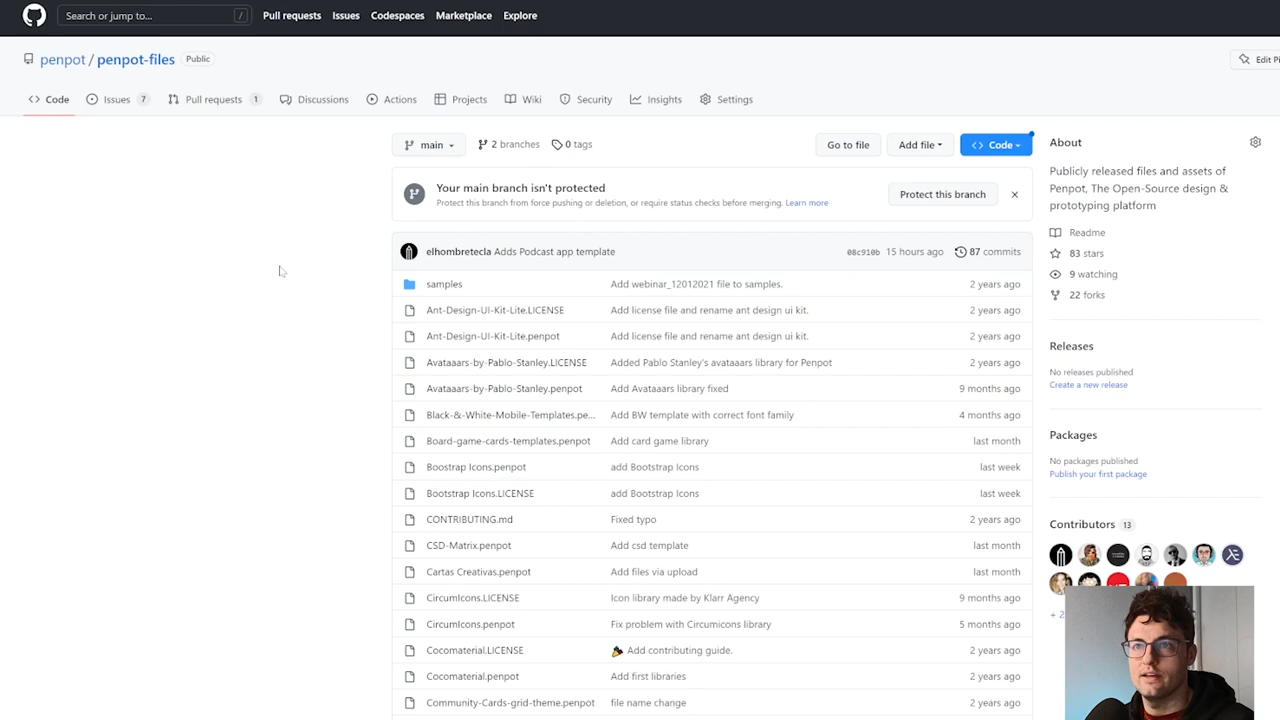 Search or jump to... /
Pull requests Issues Codespaces Marketplace Explore
penpot / penpot-files Public
Edit Pi
Code Issues 7 Pull requests 1 Discussions Actions Projects Wiki Security Insights Settings
main 2 branches 0 tags Go to file Add file Code
Your main branch isn't protected
Protect this branch from force pushing or deletion, or require status checks before merging. Learn more
Protect this branch
elhombretecla Adds Podcast app template 08c910b 15 hours ago 87 commits
samples Add webinar_12012021 file to samples. 2 years ago
Ant-Design-UI-Kit-Lite.LICENSE Add license file and rename ant design ui kit. 2 years ago
Ant-Design-UI-Kit-Lite.penpot Add license file and rename ant design ui kit. 2 years ago
Avataaars-by-Pablo-Stanley.LICENSE Added Pablo Stanley's avataaars library for Penpot 2 years ago
Avataaars-by-Pablo-Stanley.penpot Add Avataaars library fixed 9 months ago
Black-&-White-Mobile-Templates.pe... Add BW template with correct font family 4 months ago
Board-game-cards-templates.penpot Add card game library last month
Boostrap Icons.penpot add Bootstrap Icons last week
Bootstrap Icons.LICENSE add Bootstrap Icons last week
CONTRIBUTING.md Fixed typo 2 years ago
CSD-Matrix.penpot Add csd template last month
Cartas Creativas.penpot Add files via upload last month
CircumIcons.LICENSE Icon library made by Klarr Agency 9 months ago
CircumIcons.penpot Fix problem with Circumicons library 5 months ago
Cocomaterial.LICENSE Add contributing guide. 2 years ago
Cocomaterial.penpot Add first libraries 2 years ago
Community-Cards-grid-theme.penpot file name change 2 years ago
About
Publicly released files and assets of
Penpot, The Open-Source design &
prototyping platform
Readme
83 stars
9 watching
22 forks
Releases
No releases published
Create a new release
Packages
No packages published
Publish your first package
Contributors 13